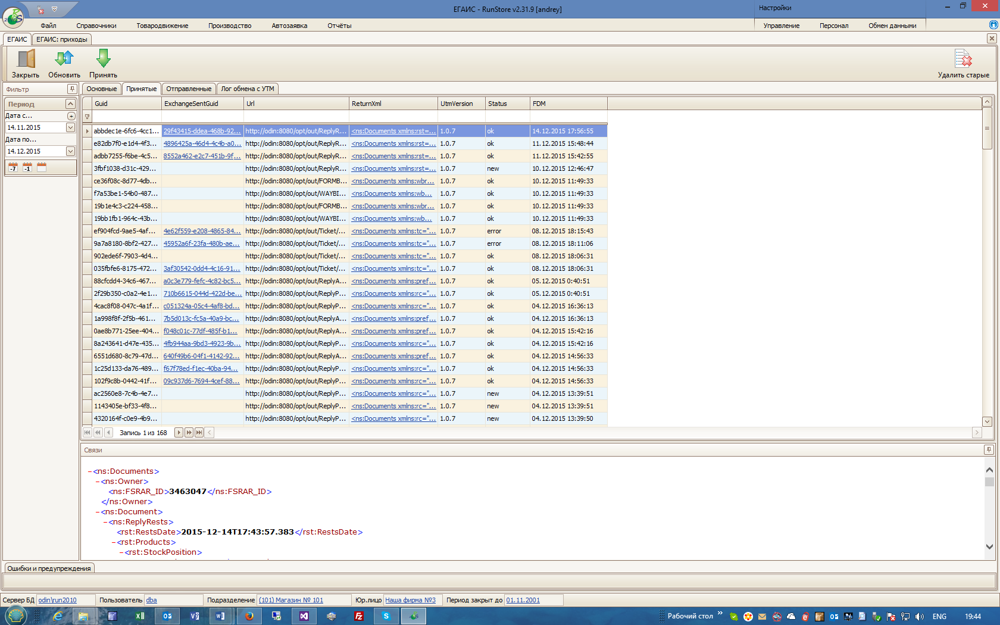 ЕГАИС - RunStore v2.31.9 [andrey]
Настройки
Файл Справочники Товародвижение Производство Автозаявка Отчёты Управление Персонал Обмен данными
ЕГАИС ЕГАИС: приходы
Закрыть Обновить Принять Удалить старые
Фильтр
Период
Дата с...
14.11.2015
Дата по...
14.12.2015
-7 -1
Основные Принятые Отправленные Лог обмена с УТМ
Guid ExchangeSentGuid Url ReturnXml UtmVersion Status FDM
abbdec1e-6fc6-4cc1... 29f43415-ddea-468b-92... http://odin:8080/opt/out/ReplyR... <ns:Documents xmlns:rst=... 1.0.7 ok 14.12.2015 17:56:55
e82db7f0-e1d4-4f3... 4896425a-46d4-4c4b-a0... http://odin:8080/opt/out/ReplyR... <ns:Documents xmlns:rst=... 1.0.7 ok 11.12.2015 15:48:44
adbb7255-f6be-4c5... 8552a462-e2c7-451b-9f... http://odin:8080/opt/out/ReplyR... <ns:Documents xmlns:rst=... 1.0.7 ok 11.12.2015 15:42:55
3fbf1038-d31c-429... http://odin:8080/opt/out/ReplyR... <ns:Documents xmlns:rst=... 1.0.7 new 10.12.2015 12:46:47
ce36f08c-8d77-4db... http://odin:8080/opt/out/FORMB... <ns:Documents xmlns:wbr... 1.0.7 ok 10.12.2015 11:49:33
f7a53be1-54b0-487... http://odin:8080/opt/out/WAYBI... <ns:Documents xmlns:wb... 1.0.7 ok 10.12.2015 11:49:33
19b1e4c3-c224-458... http://odin:8080/opt/out/FORMB... <ns:Documents xmlns:wbr... 1.0.7 ok 10.12.2015 11:49:33
19bb1fb1-964c-43b... http://odin:8080/opt/out/WAYBI... <ns:Documents xmlns:wb... 1.0.7 ok 10.12.2015 11:49:33
ef904fcd-9ae5-4af... 4e62f559-e208-4865-84... http://odin:8080/opt/out/Ticket/... <ns:Documents xmlns:tc="... 1.0.7 error 08.12.2015 18:15:43
9a7a8180-8bf2-427... 45952a6f-23fa-480b-ae... http://odin:8080/opt/out/Ticket/... <ns:Documents xmlns:tc="... 1.0.7 error 08.12.2015 18:11:06
902ede6f-7903-4d4... http://odin:8080/opt/out/Ticket/... <ns:Documents xmlns:tc="... 1.0.7 ok 08.12.2015 18:06:31
035fbfe6-8175-472... 3af30542-0dd4-4c16-91... http://odin:8080/opt/out/Ticket/... <ns:Documents xmlns:tc="... 1.0.7 ok 08.12.2015 18:06:31
88cfcdd4-34c6-467... a0c3e779-fefc-4c82-bc5... http://odin:8080/opt/out/ReplyA... <ns:Documents xmlns:pref... 1.0.7 ok 05.12.2015 0:40:51
2f29b350-c0a2-4e1... 710b6615-044d-422d-be... http://odin:8080/opt/out/ReplyP... <ns:Documents xmlns:rc="... 1.0.7 ok 05.12.2015 0:40:51
4cac8f08-047c-4a1f... c051324a-05c4-4af8-bd... http://odin:8080/opt/out/ReplyP... <ns:Documents xmlns:rc="... 1.0.7 ok 04.12.2015 16:36:13
1a998f8f-2f5b-461... 7b5d013c-fc5a-40a9-bc... http://odin:8080/opt/out/ReplyA... <ns:Documents xmlns:pref... 1.0.7 ok 04.12.2015 16:36:13
0ae8b771-25ee-404... f048c01c-77df-485f-b1... http://odin:8080/opt/out/ReplyA... <ns:Documents xmlns:pref... 1.0.7 ok 04.12.2015 15:42:16
8a243641-d47e-435... 4fb944aa-9bd3-4923-9b... http://odin:8080/opt/out/ReplyP... <ns:Documents xmlns:rc="... 1.0.7 ok 04.12.2015 15:42:16
6551d680-8c79-47d... 640f49b6-04f1-4142-92... http://odin:8080/opt/out/ReplyA... <ns:Documents xmlns:pref... 1.0.7 ok 04.12.2015 14:56:33
1c25d133-da76-489... f67f78ed-f1ec-40ba-94... http://odin:8080/opt/out/ReplyP... <ns:Documents xmlns:rc="... 1.0.7 ok 04.12.2015 14:56:33
102f9c8b-0442-41f... 09c937d6-7694-4cef-88... http://odin:8080/opt/out/ReplyP... <ns:Documents xmlns:rc="... 1.0.7 ok 04.12.2015 14:56:33
ac2560e8-7c4b-4e7... http://odin:8080/opt/out/ReplyP... <ns:Documents xmlns:rc="... 1.0.7 new 04.12.2015 13:39:51
1143405e-bf33-4f8... http://odin:8080/opt/out/ReplyP... <ns:Documents xmlns:rc="... 1.0.7 new 04.12.2015 13:39:51
4320164f-c0e9-4b9... http://odin:8080/opt/out/ReplyP... <ns:Documents xmlns:rc="... 1.0.7 new 04.12.2015 13:39:50
Запись 1 из 168
Связи
−<ns:Documents>
−<ns:Owner>
<ns:FSRAR_ID>3463047</ns:FSRAR_ID>
</ns:Owner>
−<ns:Document>
−<ns:ReplyRests>
<rst:RestsDate>2015-12-14T17:43:57.383</rst:RestsDate>
−<rst:Products>
−<rst:StockPosition>
Ошибки и предупреждения
Сервер БД odin\run2010 Пользователь dba Подразделение (101) Магазин № 101 Юр.лицо Наша фирма №3 Период закрыт до 01.11.2001
Рабочий стол ENG 19:44